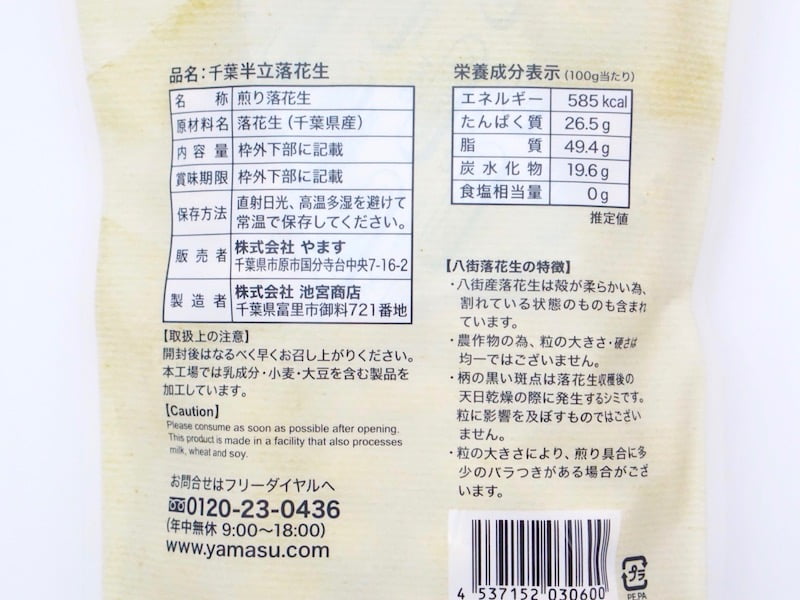 品名:千葉半立落花生
名称 煎り落花生
原材料名 落花生(千葉県産)
内容量 枠外下部に記載
賞味期限 枠外下部に記載
保存方法 直射日光、高温多湿を避けて
常温で保存してください。
販売者 株式会社 やます
千葉県市原市国分寺台中央7-16-2
製造者 株式会社 池宮商店
千葉県富里市御料721番地
【取扱上の注意】
開封後はなるべく早くお召し上がりください。
本工場では乳成分・小麦・大豆を含む製品を
加工しています。
【Caution】
Please consume as soon as possible after opening.
This product is made in a facility that also processes
milk, wheat and soy.
お問合せはフリーダイヤルへ
0120-23-0436
(年中無休 9:00〜18:00)
www.yamasu.com
栄養成分表示(100g当たり)
エネルギー 585kcal
たんぱく質 26.5g
脂質 49.4g
炭水化物 19.6g
食塩相当量 0g
推定値
【八街落花生の特徴】
・八街産落花生は殻が柔らかい為、
割れている状態のものも含まれ
ています。
・農作物の為、粒の大きさ・硬さは
均一ではございません。
・柄の黒い斑点は落花生収穫後の
天日乾燥の際に発生するシミです。
粒に影響を及ぼすものではござい
ません。
・粒の大きさにより、煎り具合に多
少のバラつきがある場合がござ
います。
4 537152 030600
プラ
PE,PA